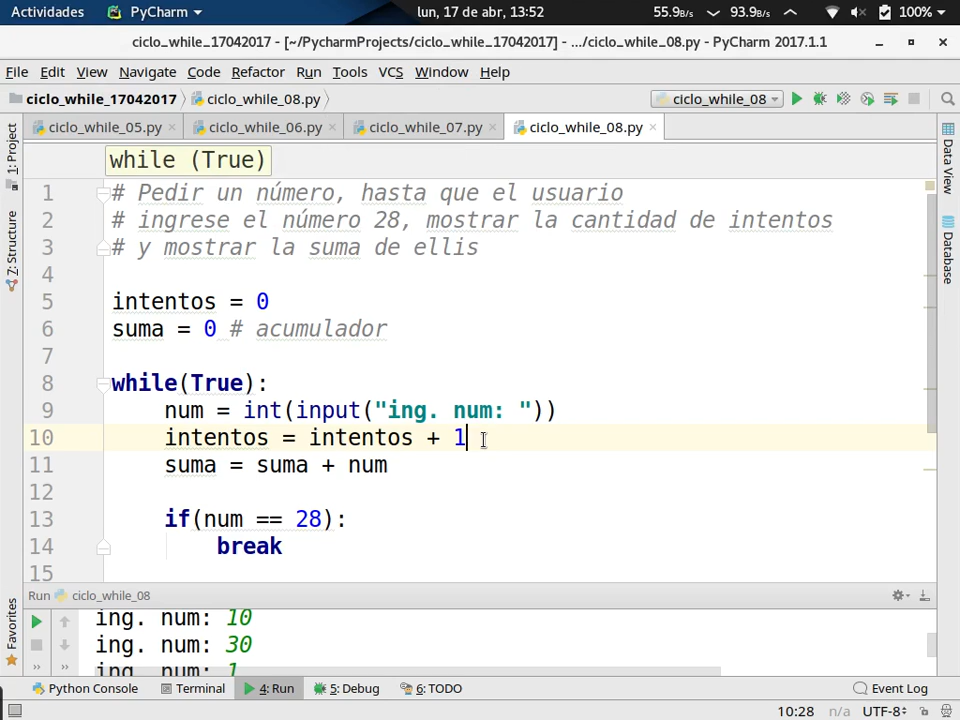 Actividades PyCharm lun, 17 de abr, 13:52 55.9B/s 93.9B/s 100%
ciclo_while_17042017 - [~/PycharmProjects/ciclo_while_17042017] - .../ciclo_while_08.py - PyCharm 2017.1.1
File Edit View Navigate Code Refactor Run Tools VCS Window Help
ciclo_while_17042017 ciclo_while_08.py ciclo_while_08
ciclo_while_05.py ciclo_while_06.py ciclo_while_07.py ciclo_while_08.py
while (True)
1 # Pedir un número, hasta que el usuario
2 # ingrese el número 28, mostrar la cantidad de intentos
3 # y mostrar la suma de ellis
4
5 intentos = 0
6 suma = 0 # acumulador
7
8 while(True):
9 num = int(input("ing. num: "))
10 intentos = intentos + 1
11 suma = suma + num
12
13 if(num == 28):
14 break
15
1: Project
7: Structure
Favorites
Data View
Database
Run ciclo_while_08
ing. num: 10
ing. num: 30
ing. num: 1
Python Console Terminal 4: Run 5: Debug 6: TODO Event Log
10:28 n/a UTF-8